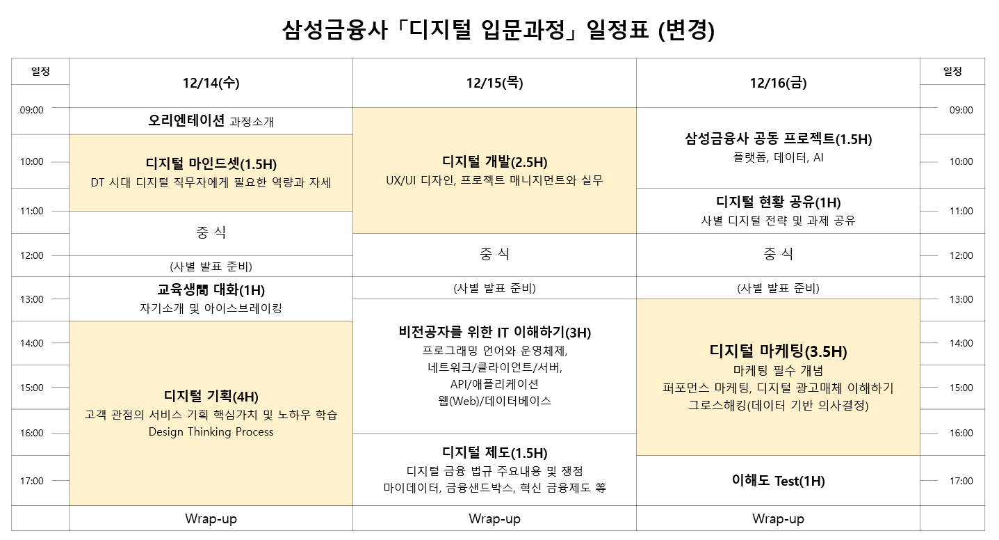 삼성금융사 「디지털 입문과정」 일정표 (변경)
일정
12/14(수)
12/15(목)
12/16(금)
일정
09:00
09:00
오리엔테이션 과정소개
디지털 마인드셋(1.5H)
DT 시대 디지털 직무자에게 필요한 역량과 자세
디지털 개발(2.5H)
UX/UI 디자인, 프로젝트 매니지먼트와 실무
삼성금융사 공동 프로젝트(1.5H)
플랫폼, 데이터, AI
10:00
10:00
디지털 현황 공유(1H)
사별 디지털 전략 및 과제 공유
11:00
11:00
중 식
중 식
중 식
12:00
12:00
(사별 발표 준비)
(사별 발표 준비)
(사별 발표 준비)
교육생間 대화(1H)
자기소개 및 아이스브레이킹
13:00
13:00
비전공자를 위한 IT 이해하기(3H)
프로그래밍 언어와 운영체제,
네트워크/클라이언트/서버,
API/애플리케이션
웹(Web)/데이터베이스
디지털 마케팅(3.5H)
마케팅 필수 개념
퍼포먼스 마케팅, 디지털 광고매체 이해하기
그로스해킹(데이터 기반 의사결정)
14:00
14:00
15:00
15:00
디지털 기획(4H)
고객 관점의 서비스 기획 핵심가치 및 노하우 학습
Design Thinking Process
16:00
16:00
디지털 제도(1.5H)
디지털 금융 법규 주요내용 및 쟁점
마이데이터, 금융샌드박스, 혁신 금융제도 等
이해도 Test(1H)
17:00
17:00
Wrap-up
Wrap-up
Wrap-up